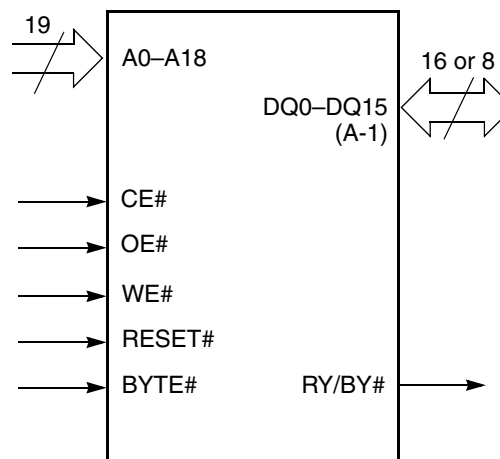 19
A0–A18
16 or 8
DQ0–DQ15
(A-1)
CE#
OE#
WE#
RESET#
BYTE#
RY/BY#